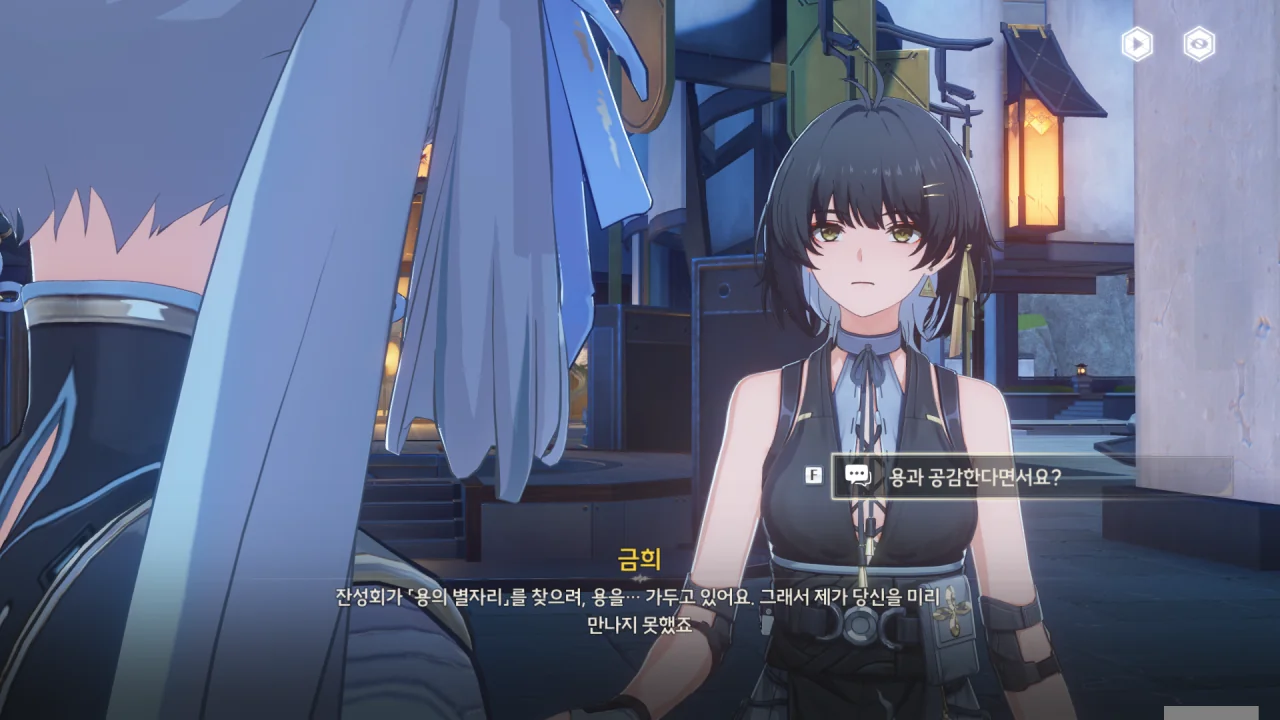 F
용과 공감한다면서요?
금희
잔성회가 「용의 별자리」를 찾으려, 용을… 가두고 있어요. 그래서 제가 당신을 미리
만나지 못했죠